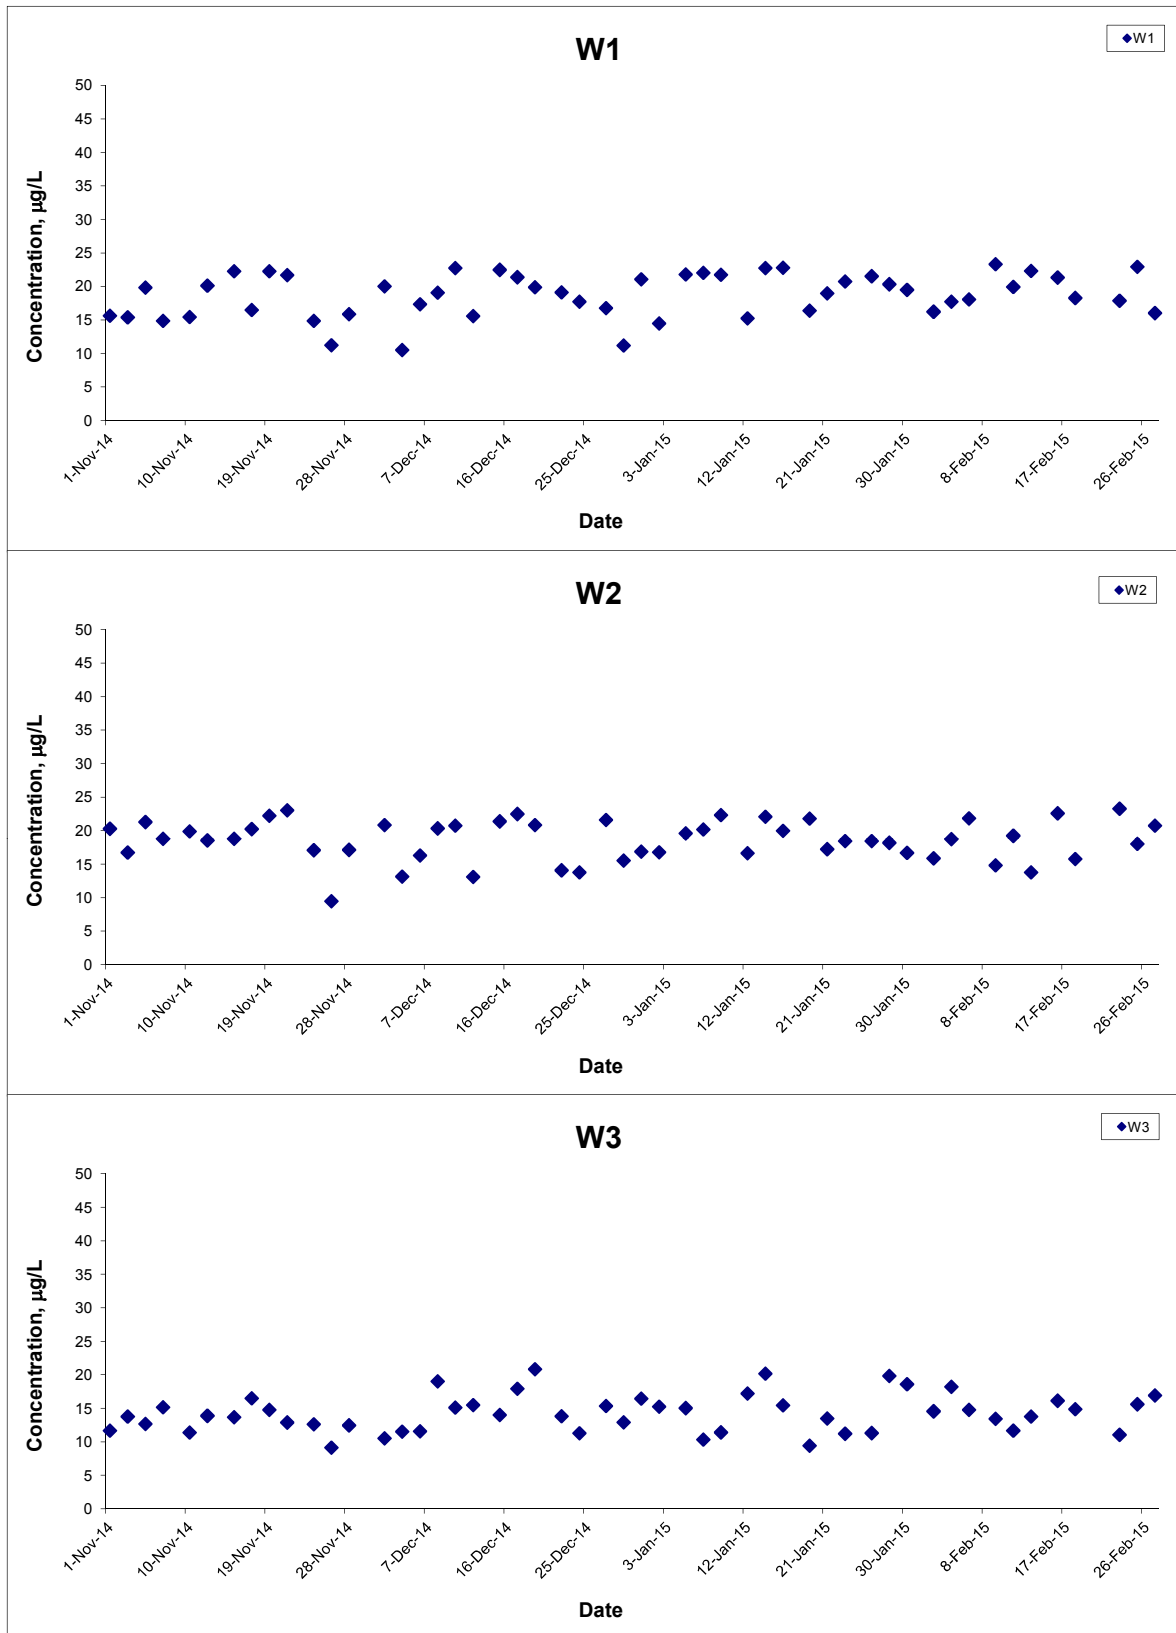 W1
W1
50
45
40
35
30
25
20
15
10
5
0
Concentration, µg/L
1-Nov-14
10-Nov-14
19-Nov-14
28-Nov-14
7-Dec-14
16-Dec-14
25-Dec-14
3-Jan-15
12-Jan-15
21-Jan-15
30-Jan-15
8-Feb-15
17-Feb-15
26-Feb-15
Date
W2
W2
50
45
40
35
30
25
20
15
10
5
0
Concentration, µg/L
1-Nov-14
10-Nov-14
19-Nov-14
28-Nov-14
7-Dec-14
16-Dec-14
25-Dec-14
3-Jan-15
12-Jan-15
21-Jan-15
30-Jan-15
8-Feb-15
17-Feb-15
26-Feb-15
Date
W3
W3
50
45
40
35
30
25
20
15
10
5
0
Concentration, µg/L
1-Nov-14
10-Nov-14
19-Nov-14
28-Nov-14
7-Dec-14
16-Dec-14
25-Dec-14
3-Jan-15
12-Jan-15
21-Jan-15
30-Jan-15
8-Feb-15
17-Feb-15
26-Feb-15
Date